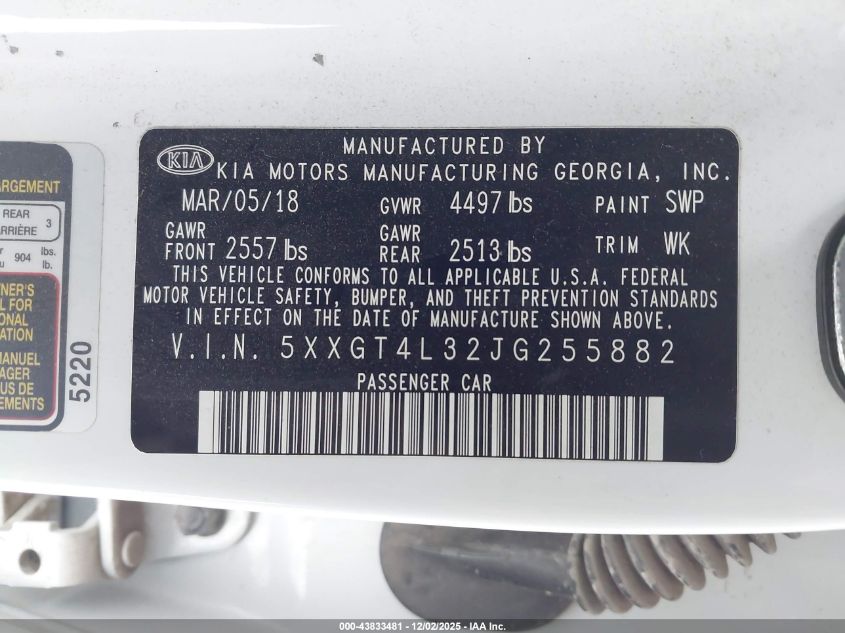 ARGEMENT
REAR
ARRIÈRE 3
904 lbs.
lb.
NER'S
L FOR
ONAL
ATION
MANUEL
AGER
US DE
EMENTS
5220
MANUFACTURED BY
KIA KIA MOTORS MANUFACTURING GEORGIA, INC.
MAR/05/18 GVWR 4497 lbs PAINT SWP
GAWR FRONT 2557 lbs GAWR REAR 2513 lbs TRIM WK
THIS VEHICLE CONFORMS TO ALL APPLICABLE U.S.A. FEDERAL
MOTOR VEHICLE SAFETY, BUMPER, AND THEFT PREVENTION STANDARDS
IN EFFECT ON THE DATE OF MANUFACTURE SHOWN ABOVE.
V.I.N. 5XXGT4L32JG255882
PASSENGER CAR
000-43833481 - 12/02/2025 - IAA Inc.